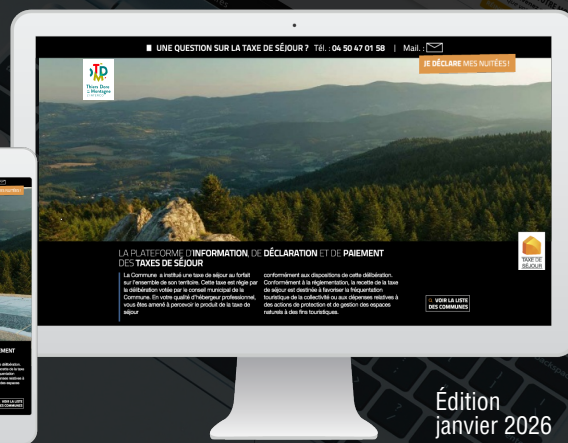 UNE QUESTION SUR LA TAXE DE SÉJOUR ? Tél. : 04 50 47 01 58 | Mail. :
JE DÉCLARE MES NUITÉES !
TDM
Thiers Dore
et Montagne
LA PLATEFORME D'INFORMATION, DE DÉCLARATION ET DE PAIEMENT
DES TAXES DE SÉJOUR
La Commune a institué une taxe de séjour au forfait
sur l'ensemble de son territoire. Cette taxe est régie par
la délibération votée par le conseil municipal de la
Commune. En votre qualité d'hébergeur professionnel,
vous êtes amené à percevoir le produit de la taxe de
séjour
conformément aux dispositions de cette délibération.
Conformément à la réglementation, la recette de la taxe
de séjour est destinée à favoriser la fréquentation
touristique de la collectivité ou aux dépenses relatives à
des actions de protection et de gestion des espaces
naturels à des fins touristiques.
TAXE DE
SÉJOUR
VOIR LA LISTE
DES COMMUNES
Édition
janvier 2026